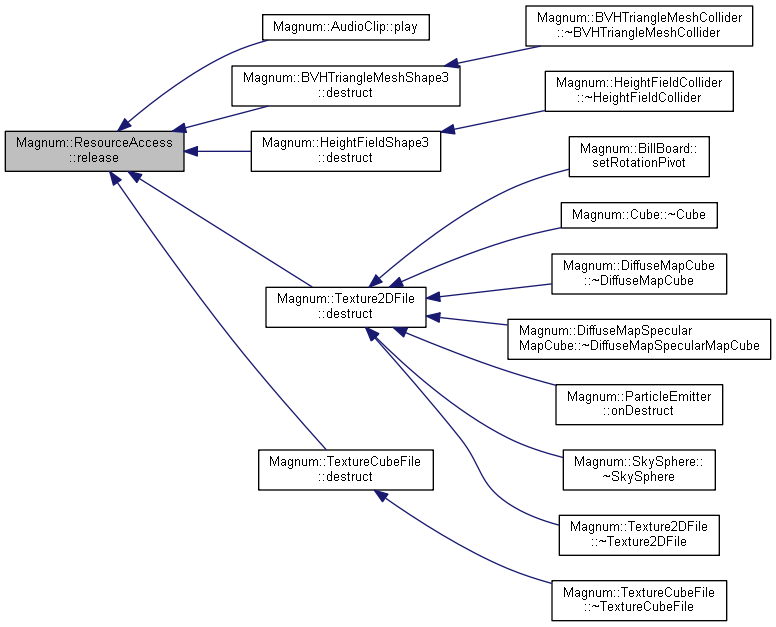 Magnum::AudioClip::play
Magnum::BVHTriangleMeshCollider
::~BVHTriangleMeshCollider
Magnum::BVHTriangleMeshShape3
::destruct
Magnum::HeightFieldCollider
::~HeightFieldCollider
Magnum::ResourceAccess
::release
Magnum::HeightFieldShape3
::destruct
Magnum::BillBoard::
setRotationPivot
Magnum::Cube::~Cube
Magnum::DiffuseMapCube
::~DiffuseMapCube
Magnum::Texture2DFile
::destruct
Magnum::DiffuseMapSpecular
MapCube::~DiffuseMapSpecularMapCube
Magnum::ParticleEmitter
::onDestruct
Magnum::TextureCubeFile
::destruct
Magnum::SkySphere::
~SkySphere
Magnum::Texture2DFile
::~Texture2DFile
Magnum::TextureCubeFile
::~TextureCubeFile